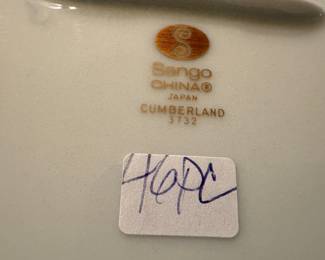 S
Sango
CHINA®
JAPAN
CUMBERLAND
3732
46PC